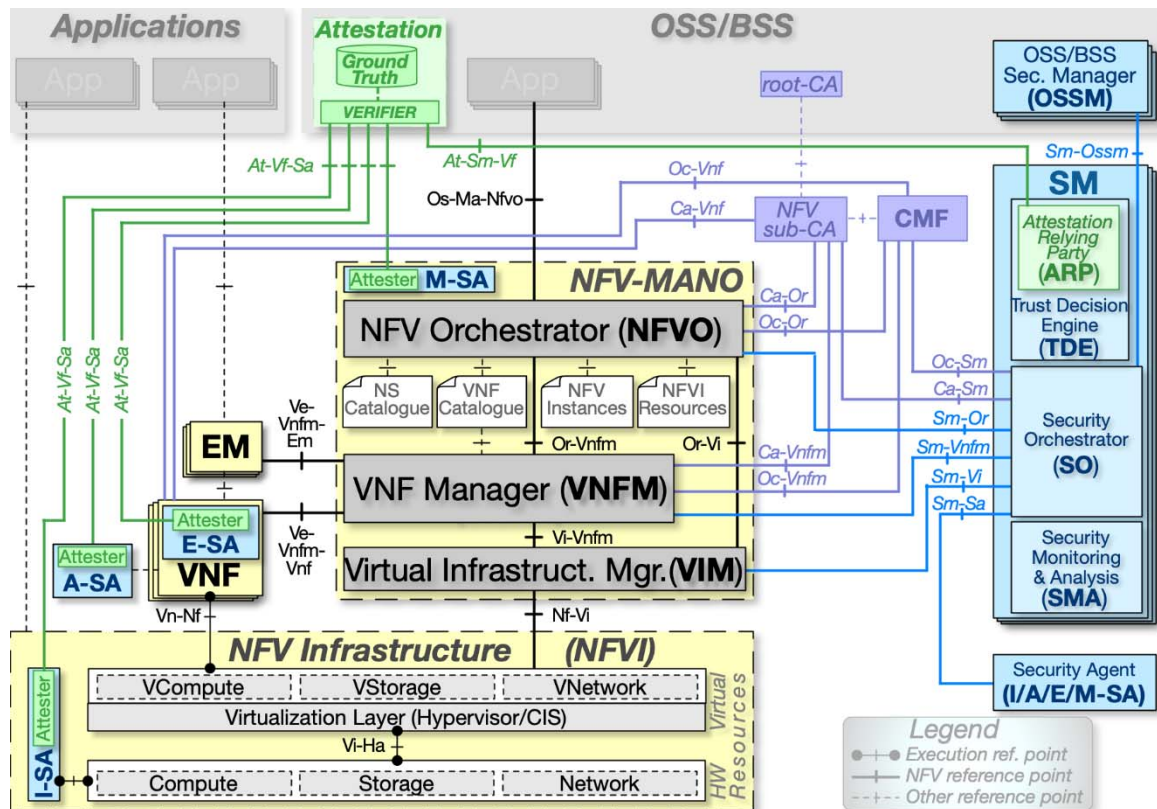 Applications
App
App
Attestation
Ground
Truth
VERIFIER
OSS/BSS
App
root-CA
OSS/BSS
Sec. Manager
(OSSM)
At-Vf-Sa
At-Sm-Vf
Os-Ma-Nfvo
Oc-Vnf
Ca-Vnf
NFV
sub-CA
CMF
Sm-Ossm
SM
Attestation
Relying
Party
(ARP)
Trust Decision
Engine
(TDE)
Attester
M-SA
NFV-MANO
NFV Orchestrator (NFVO)
Ca-Or
Oc-Or
NS
Catalogue
VNF
Catalogue
NFV
Instances
NFVI
Resources
Oc-Sm
Ca-Sm
Sm-Or
Sm-Vnfm
Sm-Vi
Sm-Sa
Security
Orchestrator
(SO)
At-Vf-Sa
At-Vf-Sa
At-Vf-Sa
Ve-
Vnfm-
Em
Or-Vnfm
Or-Vi
EM
VNF Manager (VNFM)
Ca-Vnfm
Oc-Vnfm
Attester
E-SA
VNF
Ve-
Vnfm-
Vnf
Vi-Vnfm
Attester
A-SA
Virtual Infrastruct. Mgr.(VIM)
Security
Monitoring
& Analysis
(SMA)
Vn-Nf
Nf-Vi
NFV Infrastructure (NFVI)
VCompute
VStorage
VNetwork
Virtualization Layer (Hypervisor/CIS)
Virtual
Vi-Ha
Attester
I-SA
Compute
Storage
Network
HW
Resources
Security Agent
(I/A/E/M-SA)
Legend
Execution ref. point
NFV reference point
Other reference point